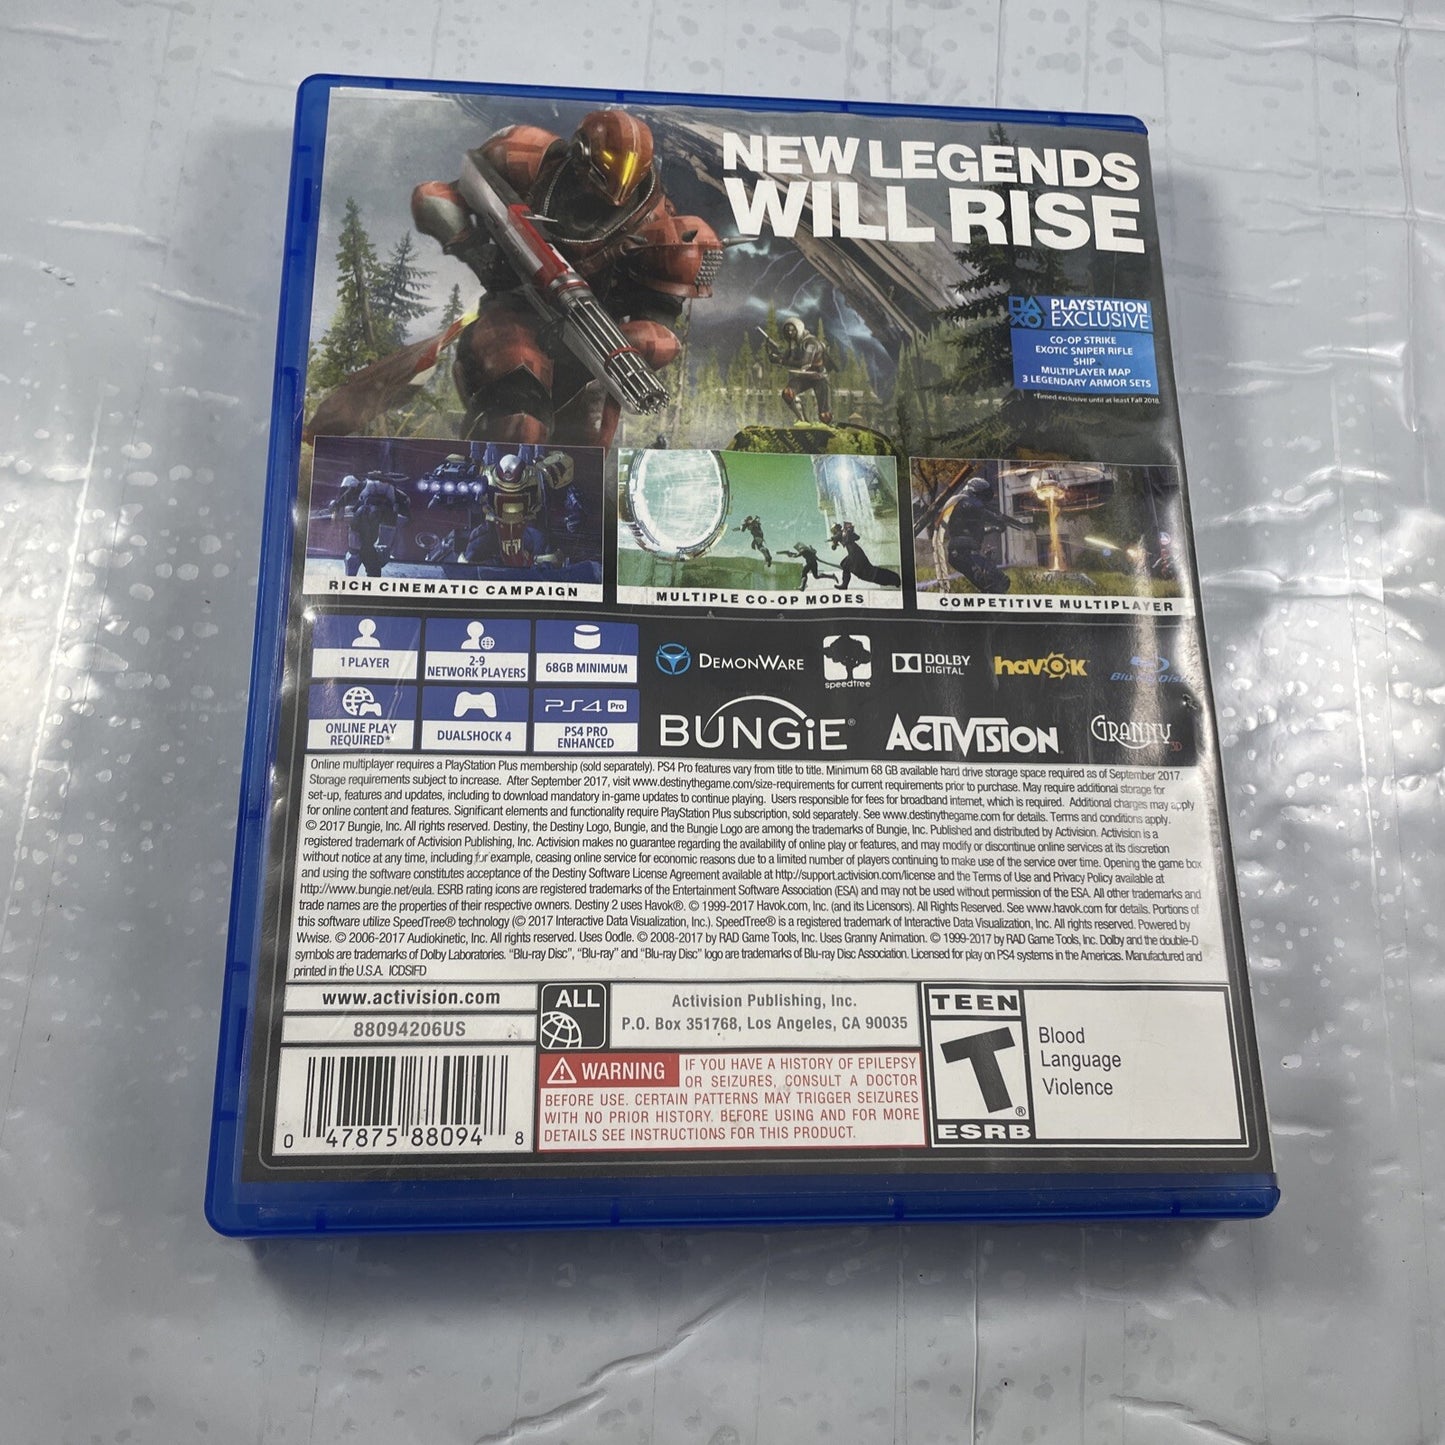 NEW LEGENDS
WILL RISE
PLAYSTATION
EXCLUSIVE
CO-OP STRIKE
EXOTIC SNIPER RIFLE
SHIP
MULTIPLAYER MAP
3 LEGENDARY ARMOR SETS
*Timed exclusive until at least Fall 2018.
RICH CINEMATIC CAMPAIGN
MULTIPLE CO-OP MODES
COMPETITIVE MULTIPLAYER
1 PLAYER
2-9
NETWORK PLAYERS
68GB MINIMUM
DEMONWARE
speedtree
DOLBY
DIGITAL
havok
Blu-ray Disc
ONLINE PLAY
REQUIRED*
DUALSHOCK 4
PS4 Pro
PS4 PRO
ENHANCED
BUNGiE®
ACTIVISION
GRANNY 3D
Online multiplayer requires a PlayStation Plus membership (sold separately). PS4 Pro features vary from title to title. Minimum 68 GB available hard drive storage space required as of September 2017.
Storage requirements subject to increase. After September 2017, visit www.destinythegame.com/size-requirements for current requirements prior to purchase. May require additional storage for
set-up, features and updates, including to download mandatory in-game updates to continue playing. Users responsible for fees for broadband internet, which is required. Additional charges may apply
for online content and features. Significant elements and functionality require PlayStation Plus subscription, sold separately. See www.destinythegame.com for details. Terms and conditions apply.
© 2017 Bungie, Inc. All rights reserved. Destiny, the Destiny Logo, Bungie, and the Bungie Logo are among the trademarks of Bungie, Inc. Published and distributed by Activision. Activision is a
registered trademark of Activision Publishing, Inc. Activision makes no guarantee regarding the availability of online play or features, and may modify or discontinue online services at its discretion
without notice at any time, including for example, ceasing online service for economic reasons due to a limited number of players continuing to make use of the service over time. Opening the game box
and using the software constitutes acceptance of the Destiny Software License Agreement available at http://support.activision.com/license and the Terms of Use and Privacy Policy available at
http://www.bungie.net/eula. ESRB rating icons are registered trademarks of the Entertainment Software Association (ESA) and may not be used without permission of the ESA. All other trademarks and
trade names are the properties of their respective owners. Destiny 2 uses Havok®. © 1999-2017 Havok.com, Inc. (and its Licensors). All Rights Reserved. See www.havok.com for details. Portions of
this software utilize SpeedTree® technology (© 2017 Interactive Data Visualization, Inc.). SpeedTree® is a registered trademark of Interactive Data Visualization, Inc. All rights reserved. Powered by
Wwise. © 2006-2017 Audiokinetic, Inc. All rights reserved. Uses Oodle. © 2008-2017 by RAD Game Tools, Inc. Uses Granny Animation. © 1999-2017 by RAD Game Tools, Inc. Dolby and the double-D
symbols are trademarks of Dolby Laboratories. “Blu-ray Disc”, “Blu-ray” and “Blu-ray Disc” logo are trademarks of Blu-ray Disc Association. Licensed for play on PS4 systems in the Americas. Manufactured and
printed in the U.S.A. ICDSIFD
www.activision.com
88094206US
ALL
Activision Publishing, Inc.
P.O. Box 351768, Los Angeles, CA 90035
WARNING IF YOU HAVE A HISTORY OF EPILEPSY
OR SEIZURES, CONSULT A DOCTOR
BEFORE USE. CERTAIN PATTERNS MAY TRIGGER SEIZURES
WITH NO PRIOR HISTORY. BEFORE USING AND FOR MORE
DETAILS SEE INSTRUCTIONS FOR THIS PRODUCT.
0 47875 88094 8
TEEN
T®
ESRB
Blood
Language
Violence